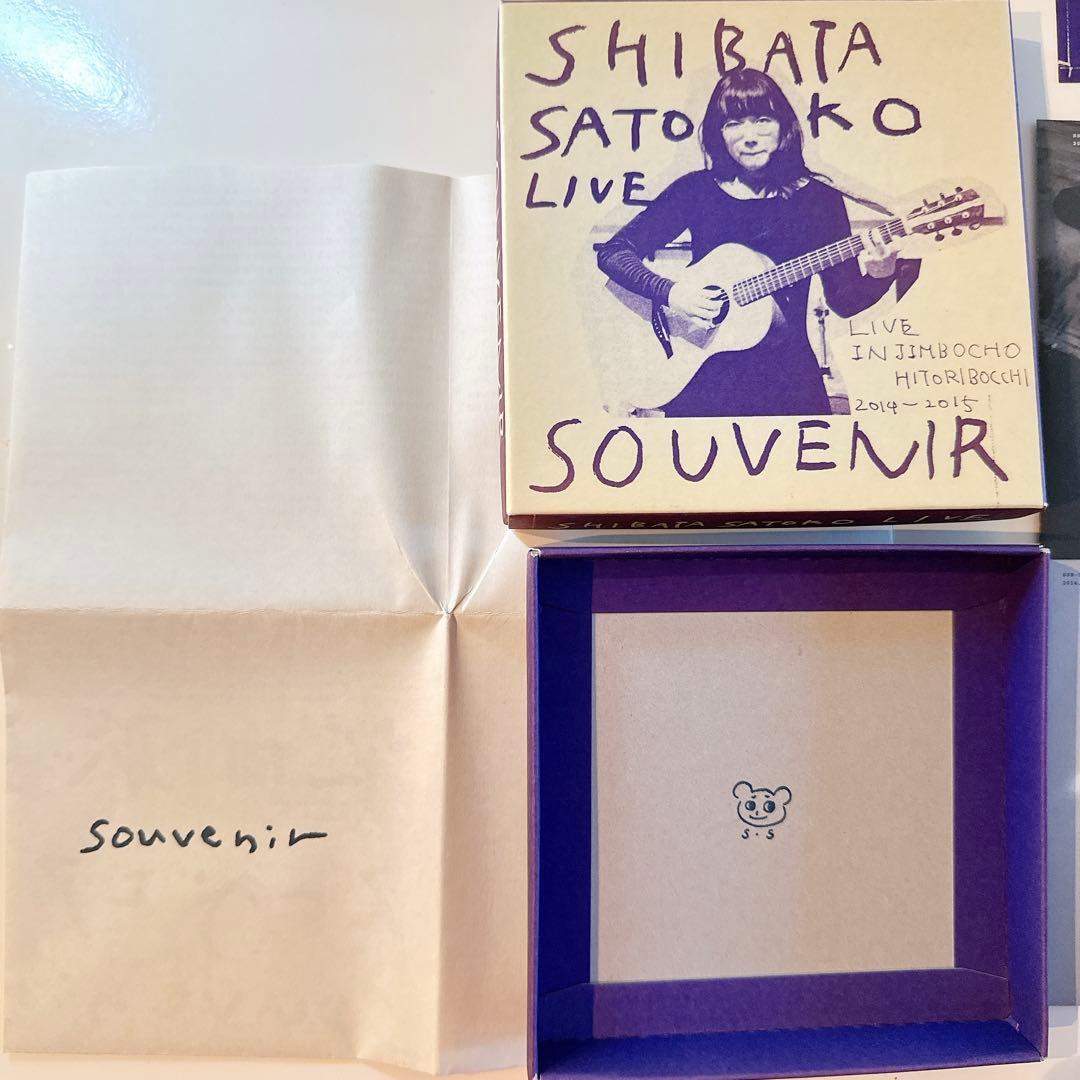 SHIBATA
SATOKO
LIVE
LIVE
IN JIMBOCHO
HITORIBOCCHI
2014-2015
SOUVENIR
SHIBATA SATOKO LIVE
souvenir
S.S